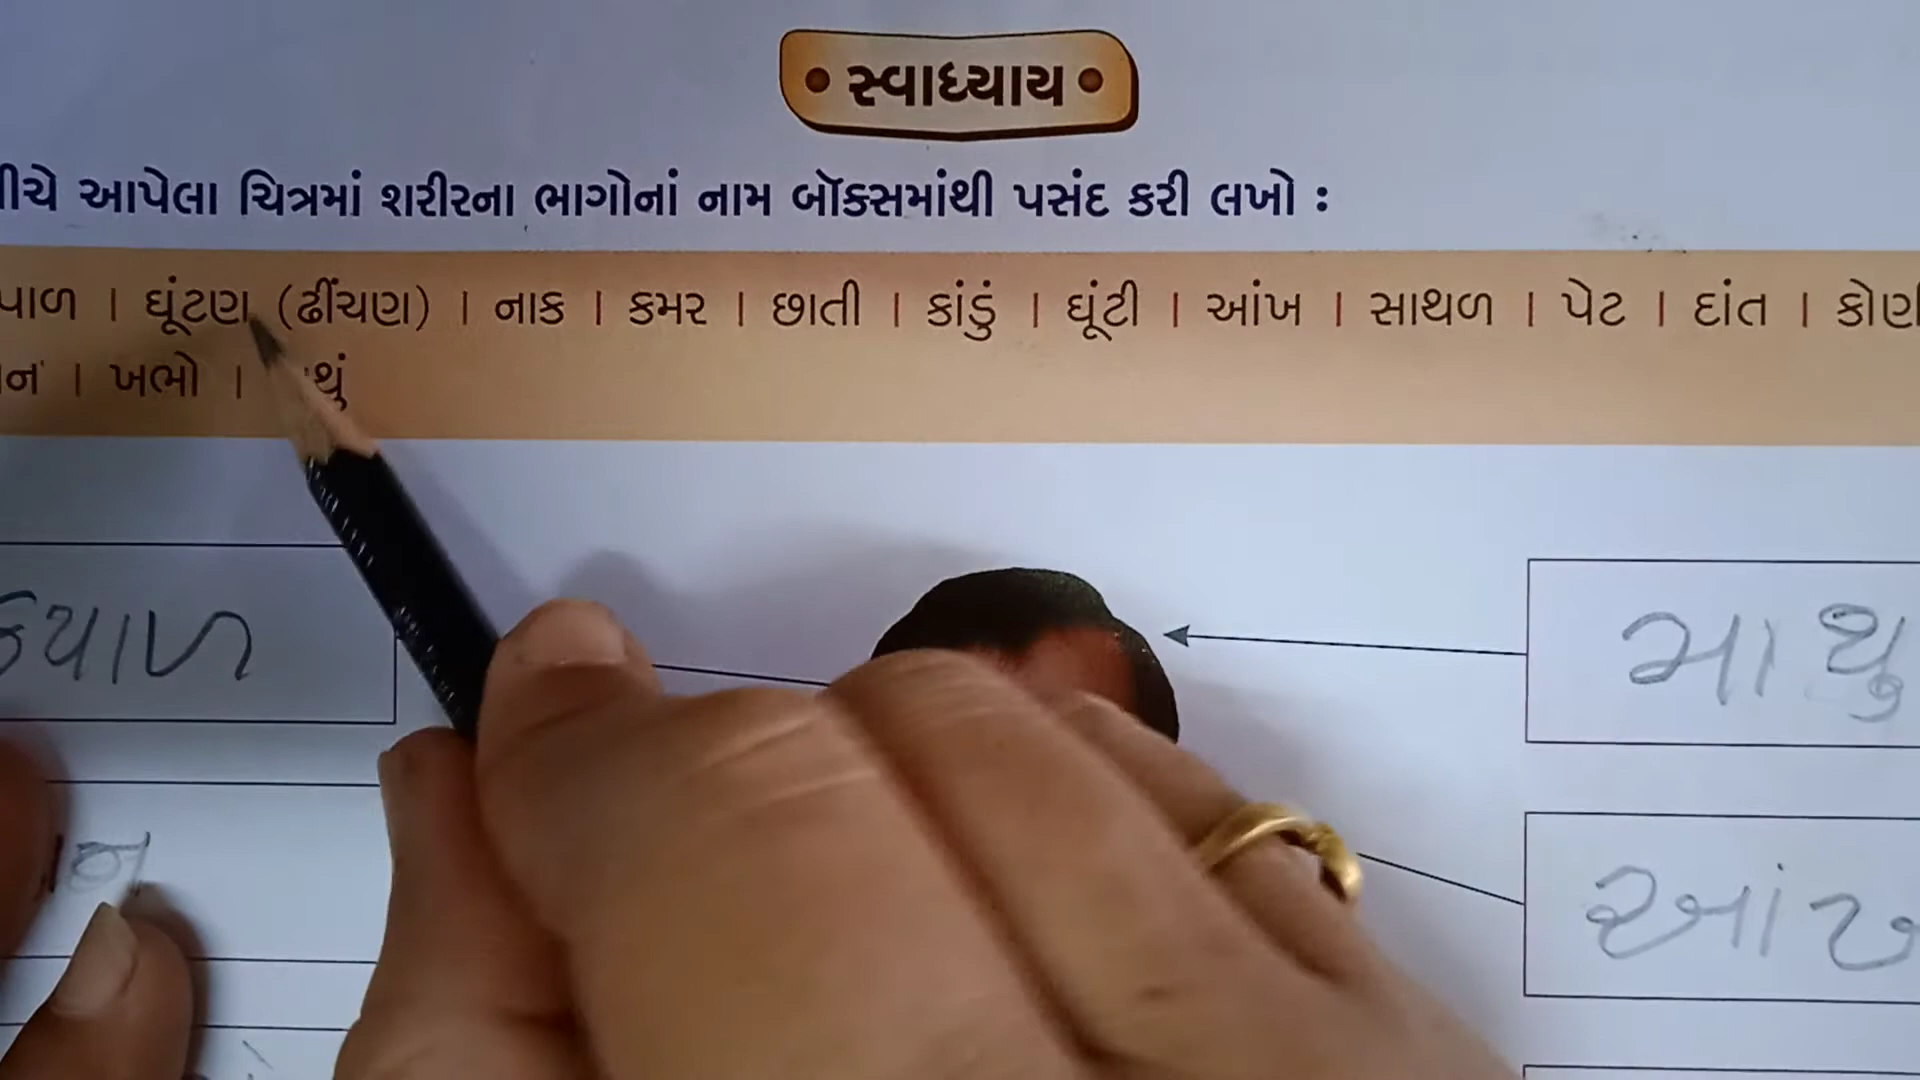 સ્વાધ્યાય
આપેલા ચિત્રમાં શરીરના ભાગોનાં નામ બૉક્સમાંથી પસંદ કરી લખો :
ઘૂંટણ (ઢીંચણ) | નાક | કમર | છાતી | કાંડું | ઘૂંટી | આંખ | સાથળ | પેટ | દાંત |
| ખભો |
માથુ
આંખ